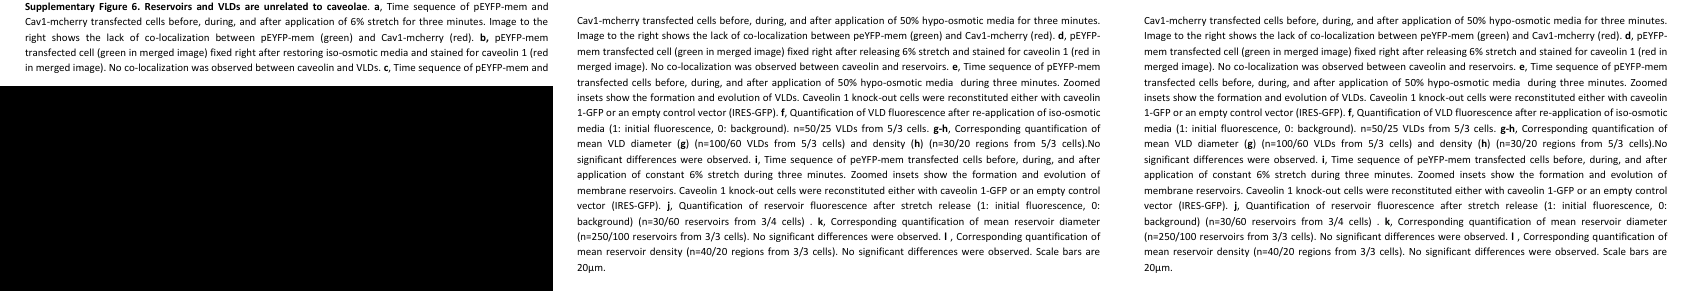 Supplementary Figure 6. Reservoirs and VLDs are unrelated to caveolae. a, Time sequence of pEYFP-mem and
Cav1-mcherry transfected cells before, during, and after application of 6% stretch for three minutes. Image to the
right shows the lack of co-localization between pEYFP-mem (green) and Cav1-mcherry (red). b, pEYFP-mem
transfected cell (green in merged image) fixed right after restoring iso-osmotic media and stained for caveolin 1 (red
in merged image). No co-localization was observed between caveolin and VLDs. c, Time sequence of pEYFP-mem and
Cav1-mcherry transfected cells before, during, and after application of 50% hypo-osmotic media for three minutes.
Image to the right shows the lack of co-localization between peYFP-mem (green) and Cav1-mCherry (red). d, pEYFP-
mem transfected cell (green in merged image) fixed right after releasing 6% stretch and stained for caveolin 1 (red in
merged image). No co-localization was observed between caveolin and reservoirs. e, Time sequence of pEYFP-mem
transfected cells before, during, and after application of 50% hypo-osmotic media during three minutes. Zoomed
insets show the formation and evolution of VLDs. Caveolin 1 knock-out cells were reconstituted either with caveolin
1-GFP or an empty control vector (IRES-GFP). f, Quantification of VLD fluorescence after re-application of iso-osmotic
media (1: initial fluorescence, 0: background). n=50/25 VLDs from 5/3 cells. g-h, Corresponding quantification of
mean VLD diameter (g) (n=100/60 VLDs from 5/3 cells) and density (h) (n=30/20 regions from 5/3 cells).No
significant differences were observed. i, Time sequence of peYFP-mem transfected cells before, during, and after
application of constant 6% stretch during three minutes. Zoomed insets show the formation and evolution of
membrane reservoirs. Caveolin 1 knock-out cells were reconstituted either with caveolin 1-GFP or an empty control
vector (IRES-GFP). j, Quantification of reservoir fluorescence after stretch release (1: initial fluorescence, 0:
background) (n=30/60 reservoirs from 3/4 cells) . k, Corresponding quantification of mean reservoir diameter
(n=250/100 reservoirs from 3/3 cells). No significant differences were observed. l , Corresponding quantification of
mean reservoir density (n=40/20 regions from 3/3 cells). No significant differences were observed. Scale bars are
20µm.
Cav1-mcherry transfected cells before, during, and after application of 50% hypo-osmotic media for three minutes.
Image to the right shows the lack of co-localization between peYFP-mem (green) and Cav1-mCherry (red). d, pEYFP-
mem transfected cell (green in merged image) fixed right after releasing 6% stretch and stained for caveolin 1 (red in
merged image). No co-localization was observed between caveolin and reservoirs. e, Time sequence of pEYFP-mem
transfected cells before, during, and after application of 50% hypo-osmotic media during three minutes. Zoomed
insets show the formation and evolution of VLDs. Caveolin 1 knock-out cells were reconstituted either with caveolin
1-GFP or an empty control vector (IRES-GFP). f, Quantification of VLD fluorescence after re-application of iso-osmotic
media (1: initial fluorescence, 0: background). n=50/25 VLDs from 5/3 cells. g-h, Corresponding quantification of
mean VLD diameter (g) (n=100/60 VLDs from 5/3 cells) and density (h) (n=30/20 regions from 5/3 cells).No
significant differences were observed. i, Time sequence of peYFP-mem transfected cells before, during, and after
application of constant 6% stretch during three minutes. Zoomed insets show the formation and evolution of
membrane reservoirs. Caveolin 1 knock-out cells were reconstituted either with caveolin 1-GFP or an empty control
vector (IRES-GFP). j, Quantification of reservoir fluorescence after stretch release (1: initial fluorescence, 0:
background) (n=30/60 reservoirs from 3/4 cells) . k, Corresponding quantification of mean reservoir diameter
(n=250/100 reservoirs from 3/3 cells). No significant differences were observed. l , Corresponding quantification of
mean reservoir density (n=40/20 regions from 3/3 cells). No significant differences were observed. Scale bars are
20µm.